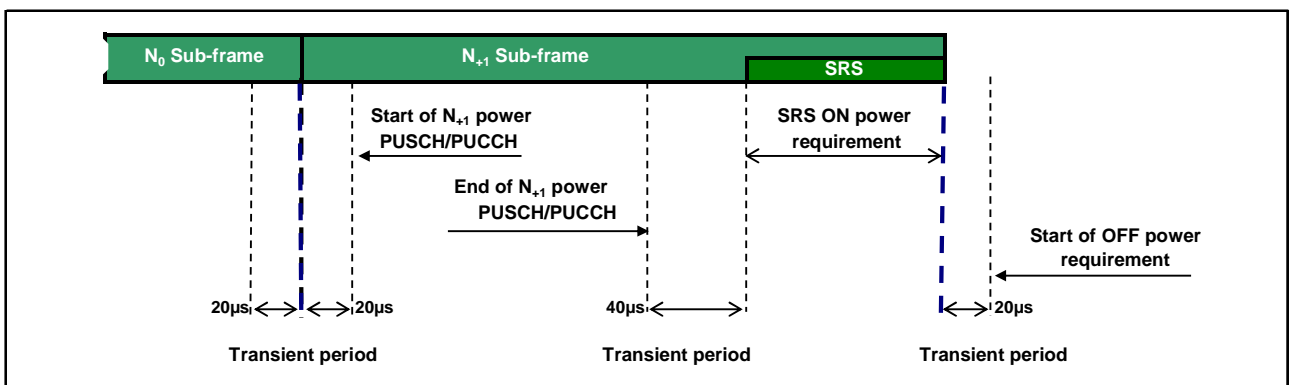 N0 Sub-frame
N+1 Sub-frame
SRS
Start of N+1 power
PUSCH/PUCCH
SRS ON power
requirement
End of N+1 power
PUSCH/PUCCH
Start of OFF power
requirement
20µs
20µs
40µs
20µs
Transient period
Transient period
Transient period